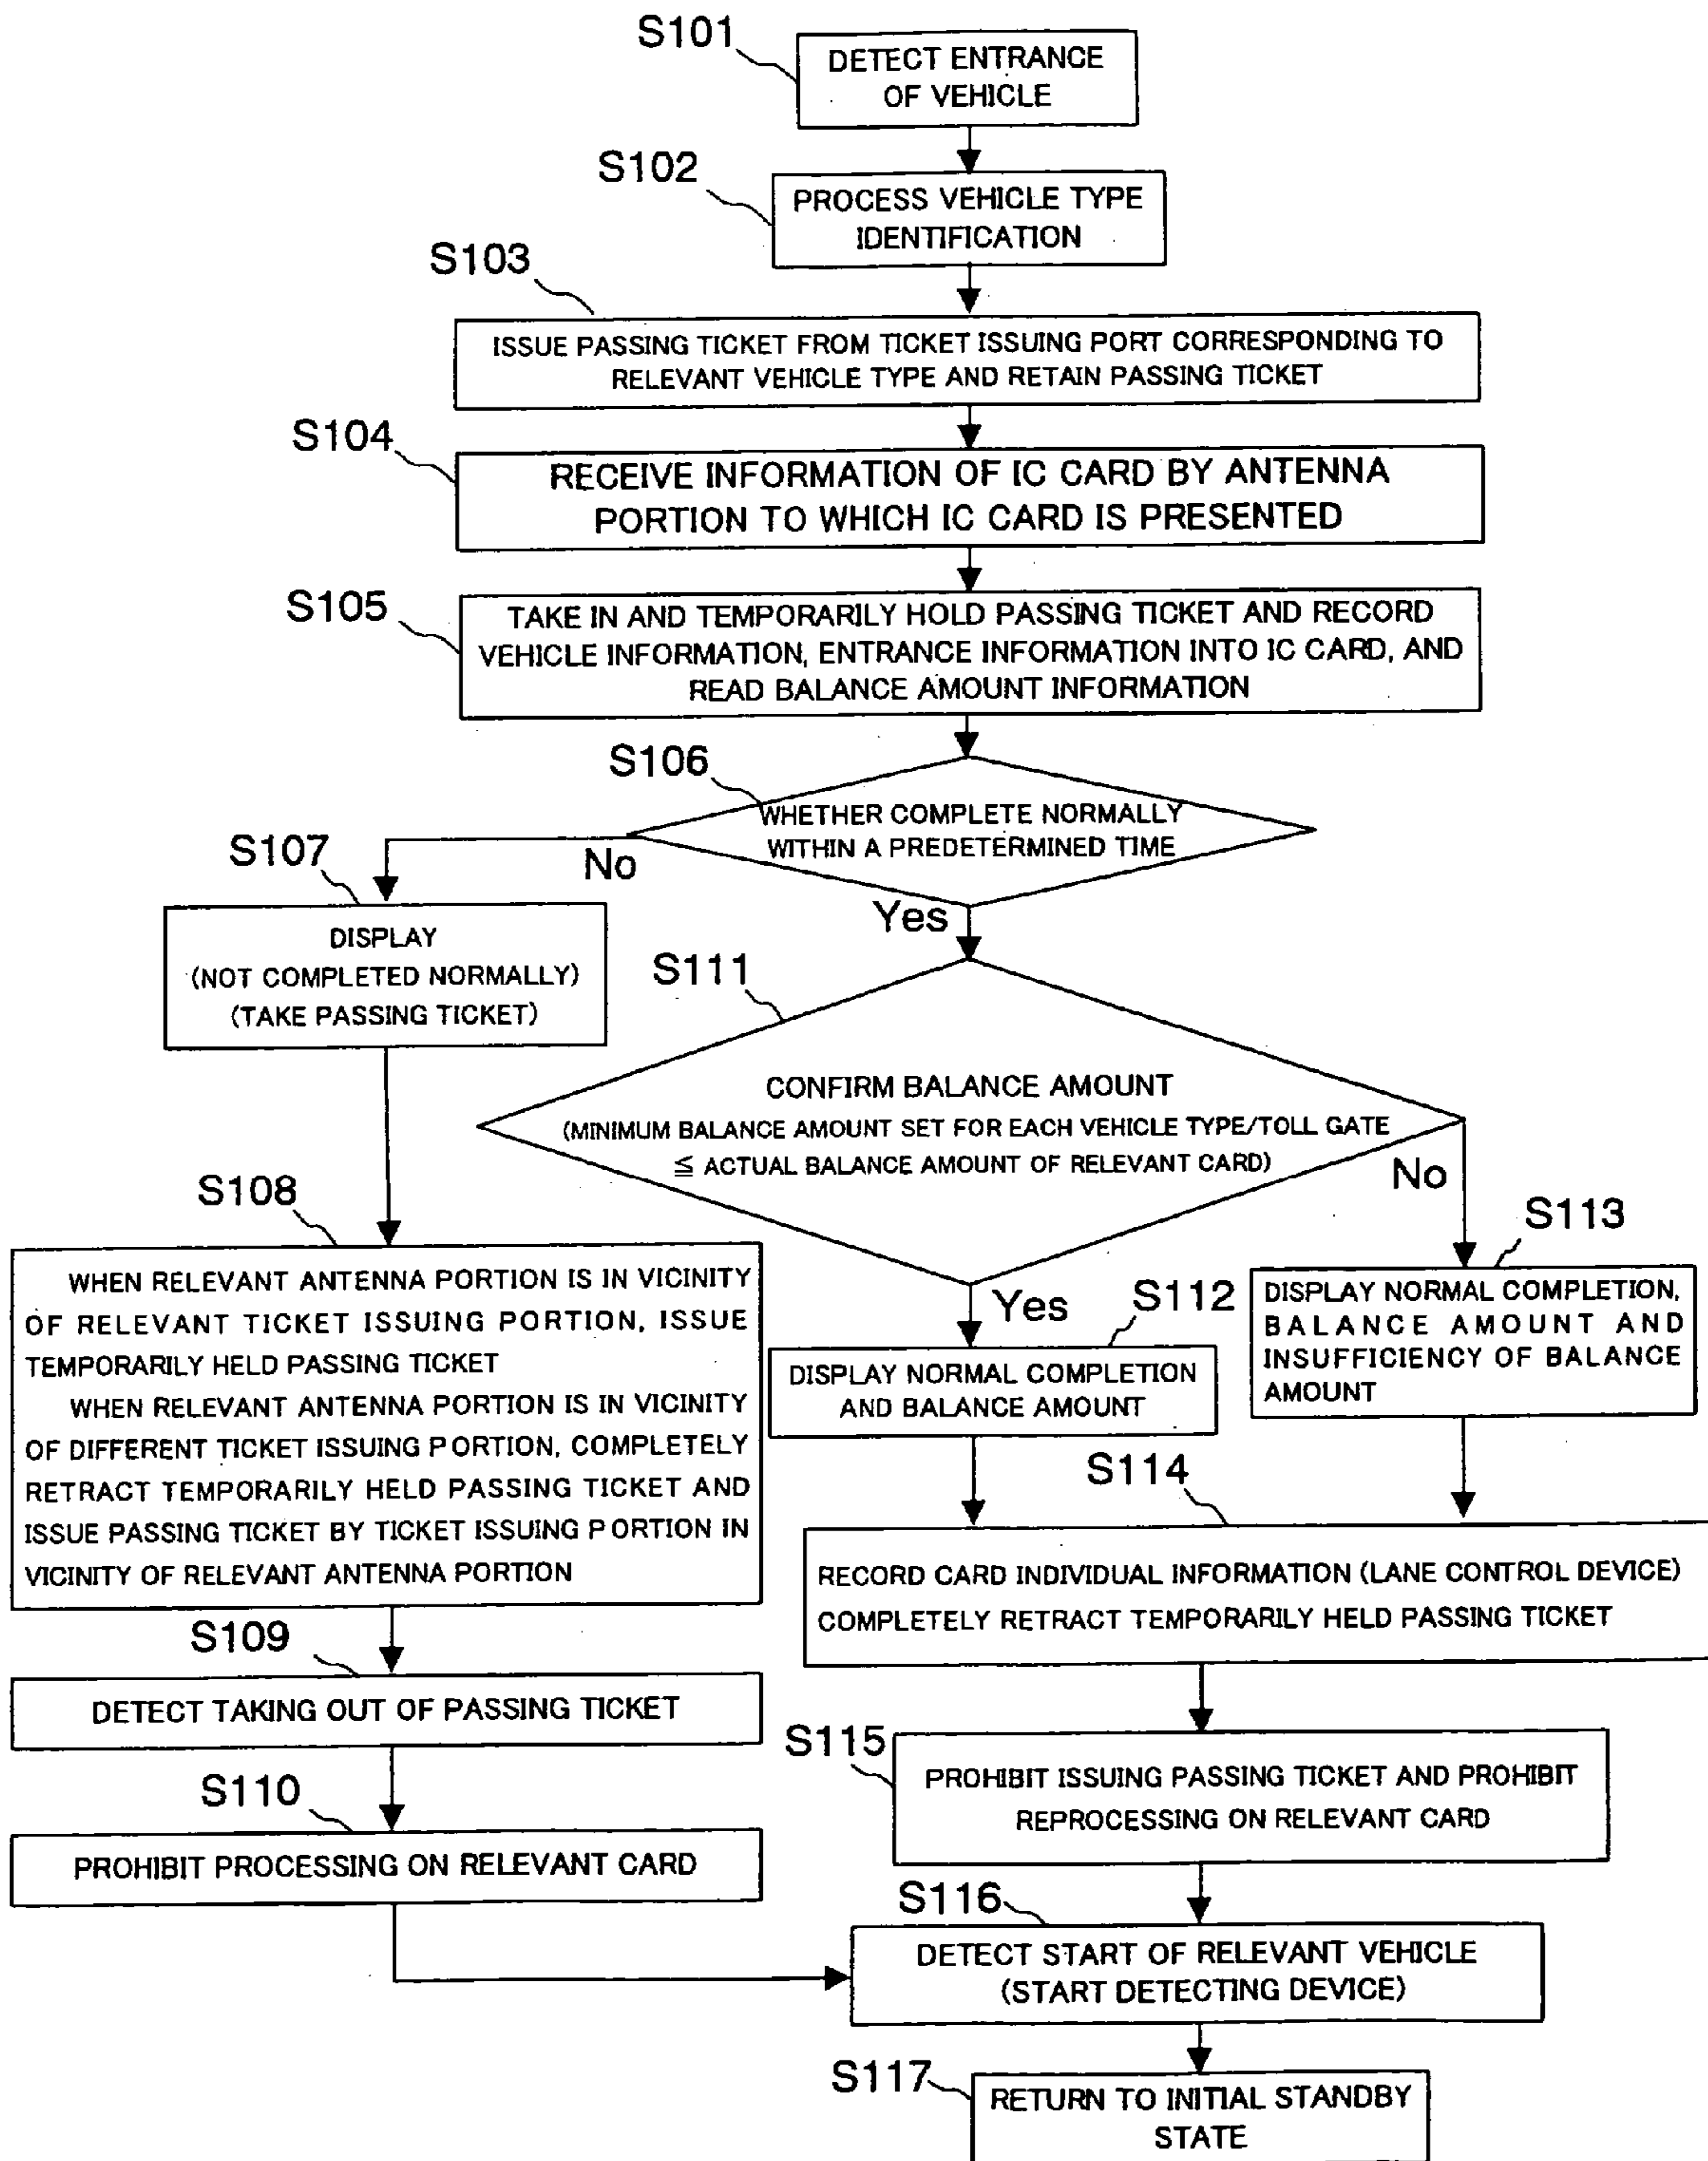 S101
DETECT ENTRANCE
OF VEHICLE
S102
PROCESS VEHICLE TYPE
IDENTIFICATION
S103
ISSUE PASSING TICKET FROM TICKET ISSUING PORT CORRESPONDING TO
RELEVANT VEHICLE TYPE AND RETAIN PASSING TICKET
S104
RECEIVE INFORMATION OF IC CARD BY ANTENNA
PORTION TO WHICH IC CARD IS PRESENTED
S105
TAKE IN AND TEMPORARILY HOLD PASSING TICKET AND RECORD
VEHICLE INFORMATION, ENTRANCE INFORMATION INTO IC CARD, AND
READ BALANCE AMOUNT INFORMATION
S106
WHETHER COMPLETE NORMALLY
WITHIN A PREDETERMINED TIME
No
Yes
S107
DISPLAY
(NOT COMPLETED NORMALLY)
(TAKE PASSING TICKET)
S111
CONFIRM BALANCE AMOUNT
(MINIMUM BALANCE AMOUNT SET FOR EACH VEHICLE TYPE/TOLL GATE
≦ ACTUAL BALANCE AMOUNT OF RELEVANT CARD)
No
Yes
S108
WHEN RELEVANT ANTENNA PORTION IS IN VICINITY
OF RELEVANT TICKET ISSUING PORTION, ISSUE
TEMPORARILY HELD PASSING TICKET
WHEN RELEVANT ANTENNA PORTION IS IN VICINITY
OF DIFFERENT TICKET ISSUING PORTION, COMPLETELY
RETRACT TEMPORARILY HELD PASSING TICKET AND
ISSUE PASSING TICKET BY TICKET ISSUING PORTION IN
VICINITY OF RELEVANT ANTENNA PORTION
S112
DISPLAY NORMAL COMPLETION
AND BALANCE AMOUNT
S113
DISPLAY NORMAL COMPLETION,
BALANCE AMOUNT AND
INSUFFICIENCY OF BALANCE
AMOUNT
S114
RECORD CARD INDIVIDUAL INFORMATION (LANE CONTROL DEVICE)
COMPLETELY RETRACT TEMPORARILY HELD PASSING TICKET
S109
DETECT TAKING OUT OF PASSING TICKET
S110
PROHIBIT PROCESSING ON RELEVANT CARD
S115
PROHIBIT ISSUING PASSING TICKET AND PROHIBIT
REPROCESSING ON RELEVANT CARD
S116
DETECT START OF RELEVANT VEHICLE
(START DETECTING DEVICE)
S117
RETURN TO INITIAL STANDBY
STATE